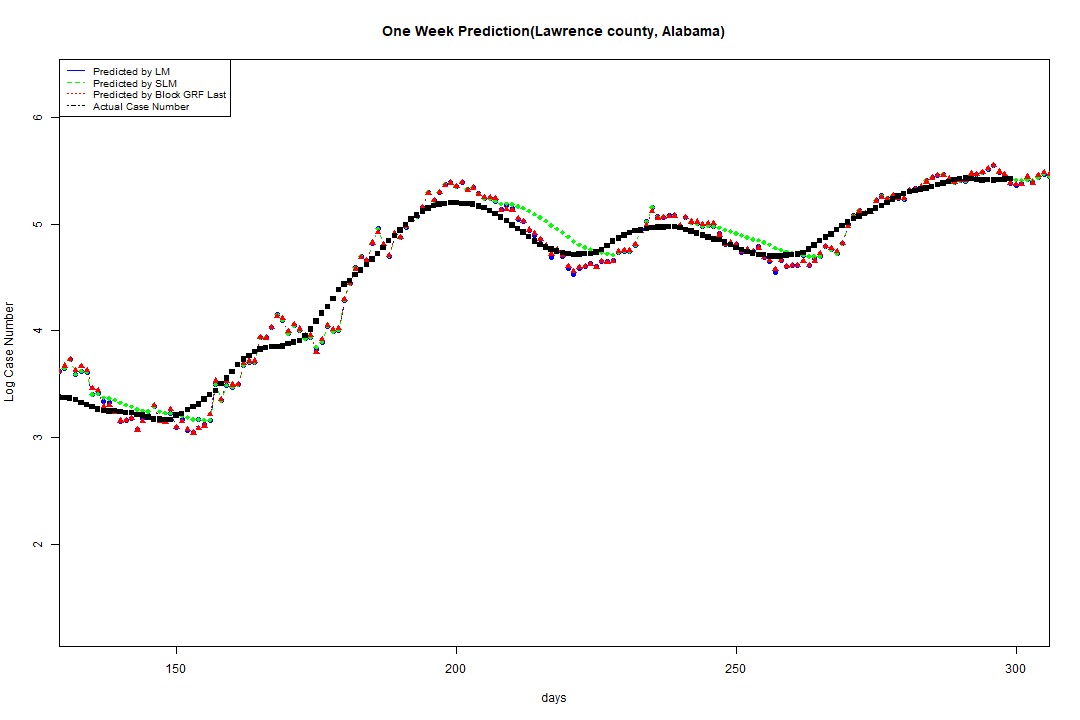 One Week Prediction(Lawrence county, Alabama)
Predicted by LM
Predicted by SLM
Predicted by Block GRF Last
Actual Case Number
6
5
4
3
2
Log Case Number
150
200
250
300
days